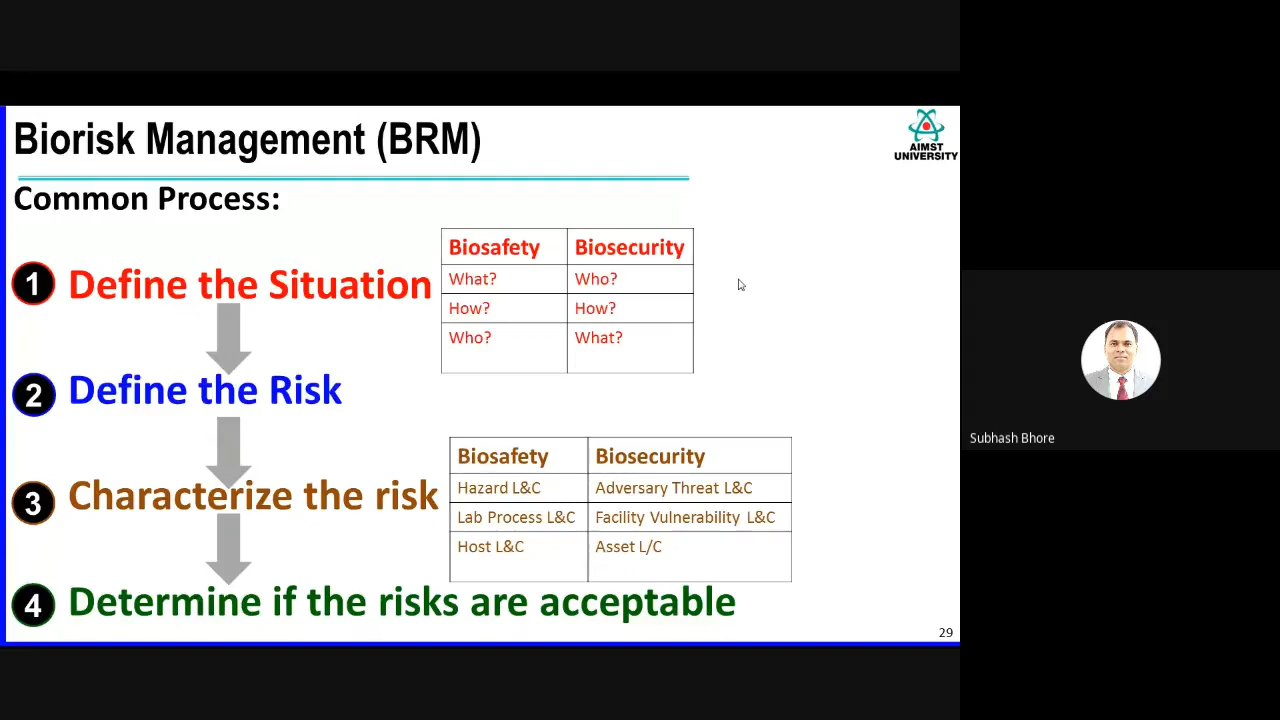 Biorisk Management (BRM)
AIMST
UNIVERSITY
Common Process:
1 Define the Situation
Biosafety Biosecurity
What? Who?
How? How?
Who? What?
2 Define the Risk
3 Characterize the risk
Biosafety Biosecurity
Hazard L&C Adversary Threat L&C
Lab Process L&C Facility Vulnerability L&C
Host L&C Asset L/C
4 Determine if the risks are acceptable
29
Subhash Bhore